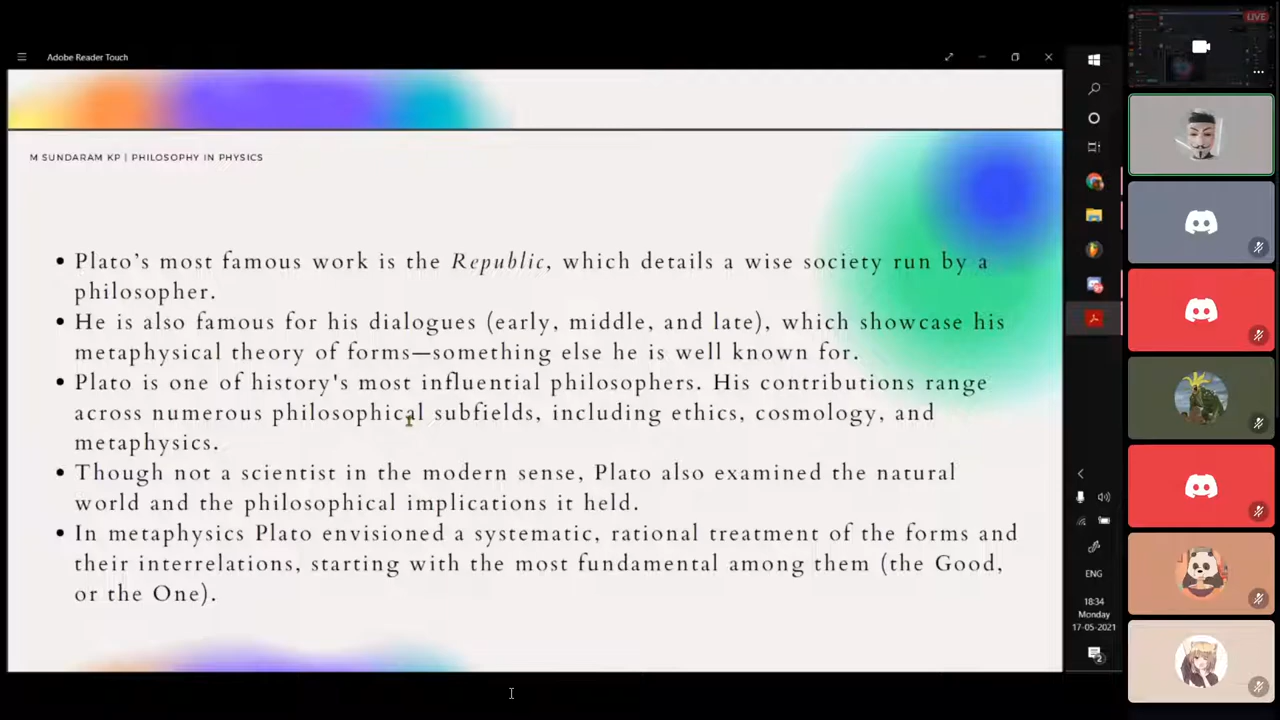 LIVE
Adobe Reader Touch
M SUNDARAM KP | PHILOSOPHY IN PHYSICS
• Plato's most famous work is the Republic, which details a wise society run by a
philosopher.
• He is also famous for his dialogues (early, middle, and late), which showcase his
metaphysical theory of forms—something else he is well known for.
• Plato is one of history's most influential philosophers. His contributions range
across numerous philosophical subfields, including ethics, cosmology, and
metaphysics.
• Though not a scientist in the modern sense, Plato also examined the natural
world and the philosophical implications it held.
• In metaphysics Plato envisioned a systematic, rational treatment of the forms and
their interrelations, starting with the most fundamental among them (the Good,
or the One).
ENG
18:34
Monday
17-05-2021
2